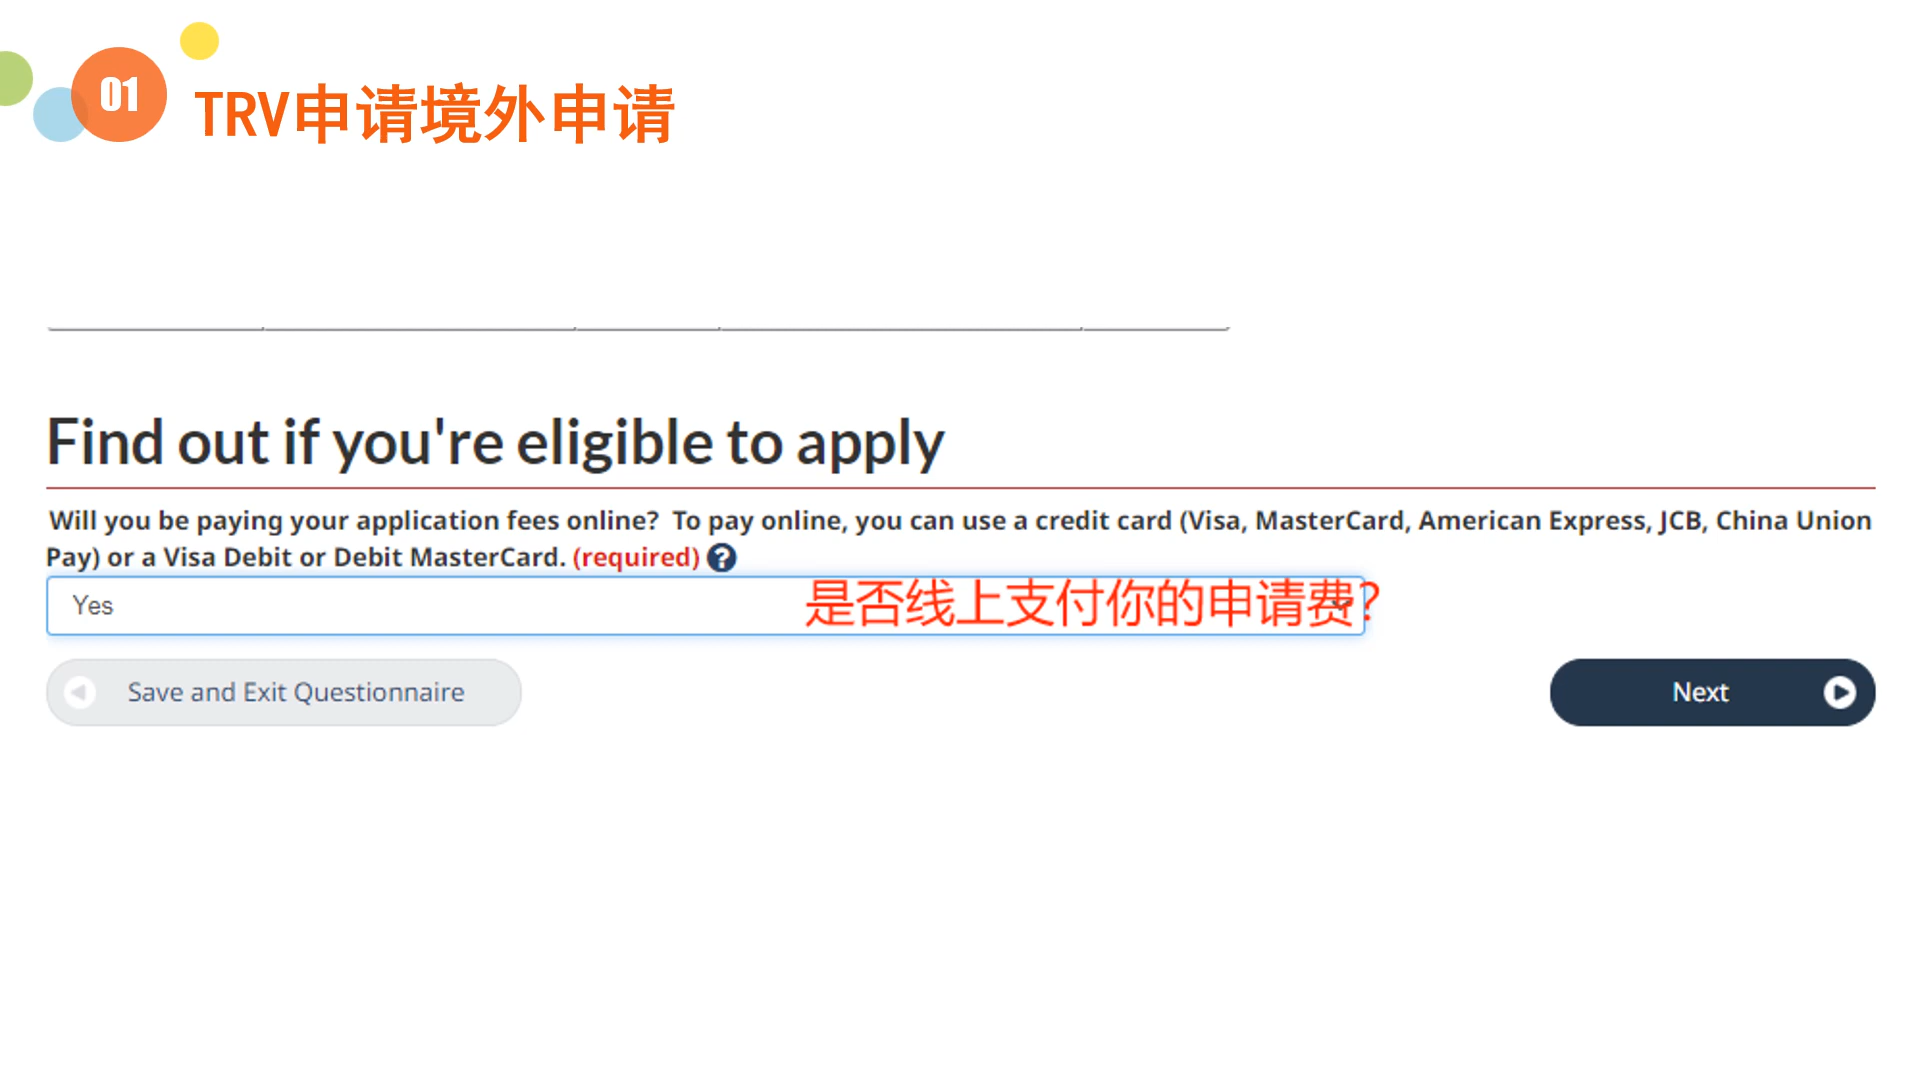 01
TRV申请境外申请
Find out if you're eligible to apply
Will you be paying your application fees online?  To pay online, you can use a credit card (Visa, MasterCard, American Express, JCB, China Union
Pay) or a Visa Debit or Debit MasterCard. (required) ?
Yes
是否线上支付你的申请费?
Save and Exit Questionnaire
Next